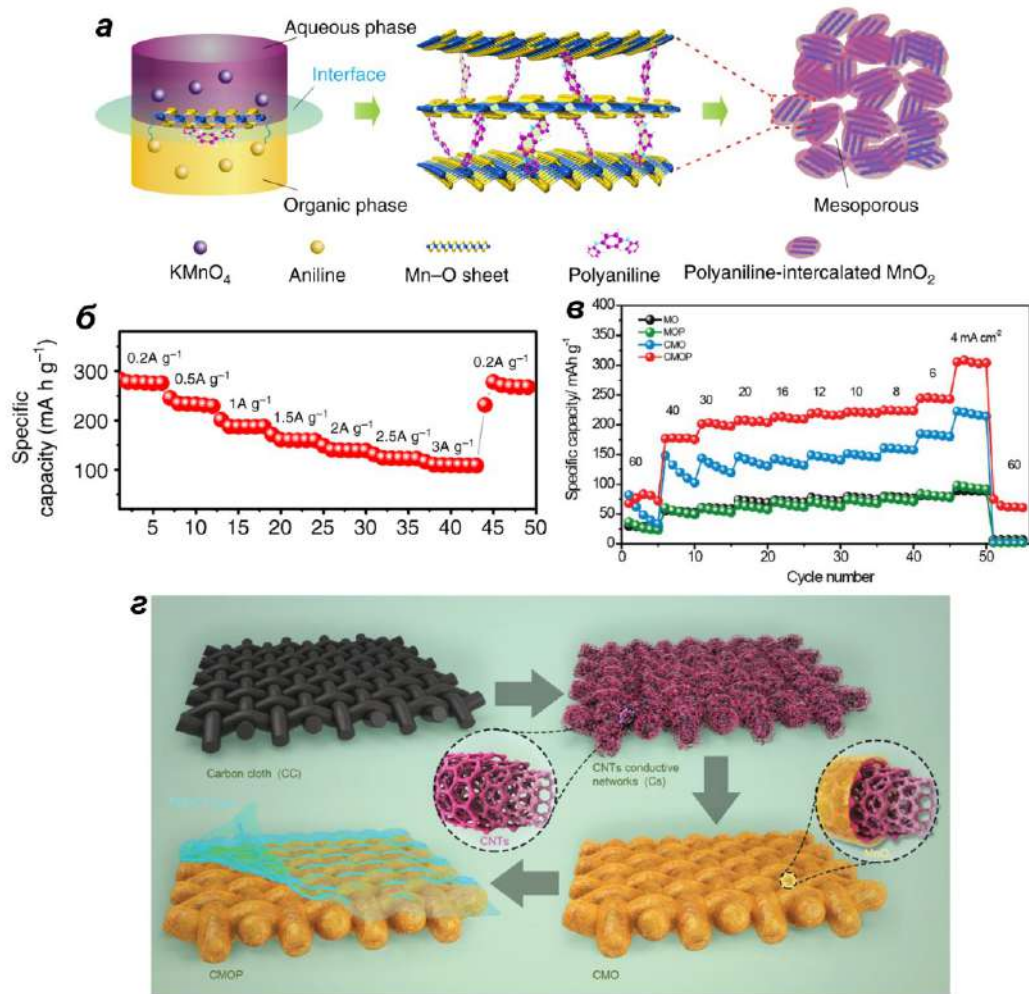 а
Aqueous phase
Interface
Organic phase
Mesoporous
KMnO₄
Aniline
Mn–O sheet
Polyaniline
Polyaniline-intercalated MnO₂
б
Specific
capacity (mA h g⁻¹)
300
200
100
0.2A g⁻¹
0.5A g⁻¹
1A g⁻¹
1.5A g⁻¹
2A g⁻¹
2.5A g⁻¹
3A g⁻¹
0.2A g⁻¹
5 10 15 20 25 30 35 40 45 50
в
Specific capacity/ mAh g⁻¹
400
350
300
250
200
150
100
50
0
MO
MOP
CMO
CMOP
60 40 30 20 16 12 10 8 6 4 mA cm⁻² 60
0 10 20 30 40 50
Cycle number
г
Carbon cloth (CC)
CNTs conductive
networks (Cs)
CNTs
CMOP
CMO